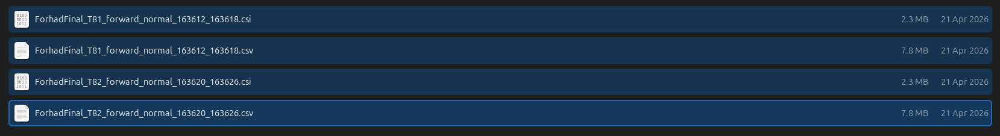 ForhadFinal_T81_forward_normal_163612_163618.csi 2.3 MB 21 Apr 2026
ForhadFinal_T81_forward_normal_163612_163618.csv 7.8 MB 21 Apr 2026
ForhadFinal_T82_forward_normal_163620_163626.csi 2.3 MB 21 Apr 2026
ForhadFinal_T82_forward_normal_163620_163626.csv 7.8 MB 21 Apr 2026